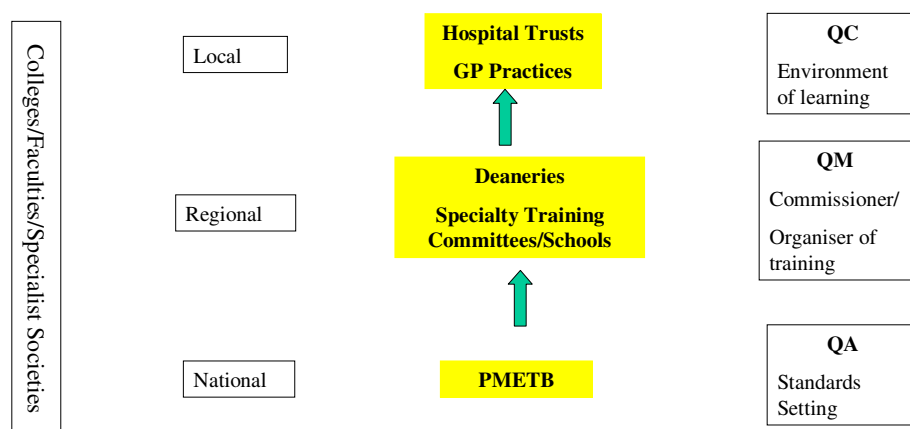 Colleges/Faculties/Specialist Societies
Local
Hospital Trusts
GP Practices
QC
Environment
of learning
Regional
Deaneries
Specialty Training
Committees/Schools
QM
Commissioner/
Organiser of
training
National
PMETB
QA
Standards
Setting